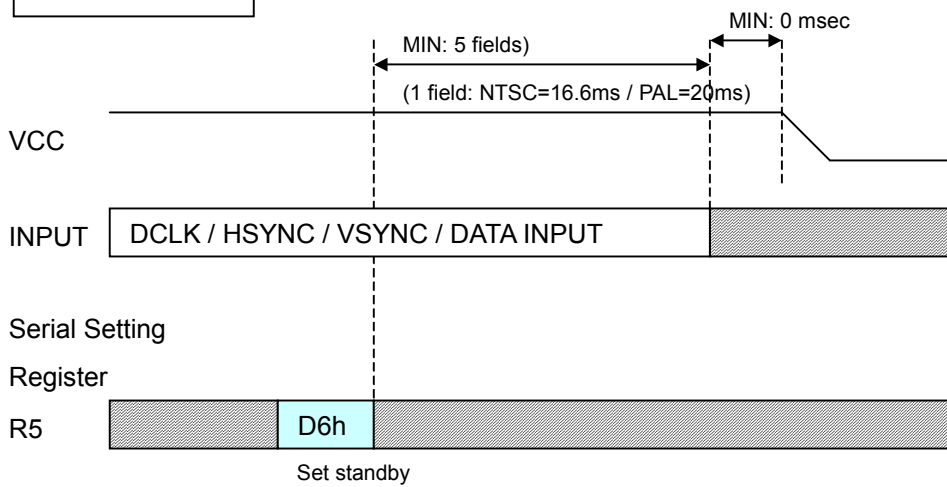 MIN: 0 msec
MIN: 5 fields)
(1 field: NTSC=16.6ms / PAL=20ms)
VCC
INPUT DCLK / HSYNC / VSYNC / DATA INPUT
Serial Setting
Register
R5 D6h
Set standby